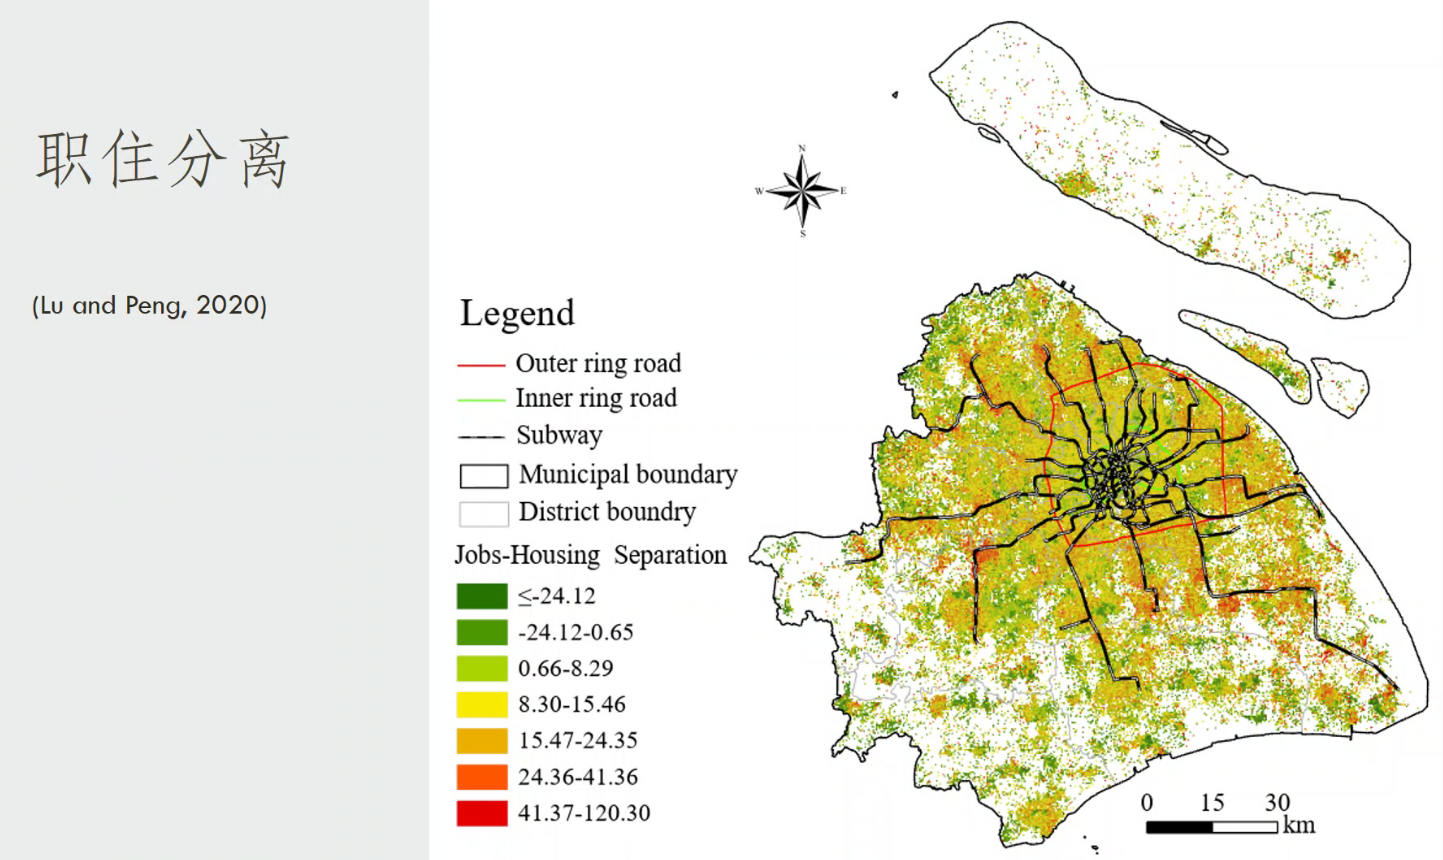 职住分离
(Lu and Peng, 2020)
N
W
E
S
Legend
Outer ring road
Inner ring road
Subway
Municipal boundary
District boundry
Jobs-Housing Separation
≤-24.12
-24.12-0.65
0.66-8.29
8.30-15.46
15.47-24.35
24.36-41.36
41.37-120.30
0 15 30
km